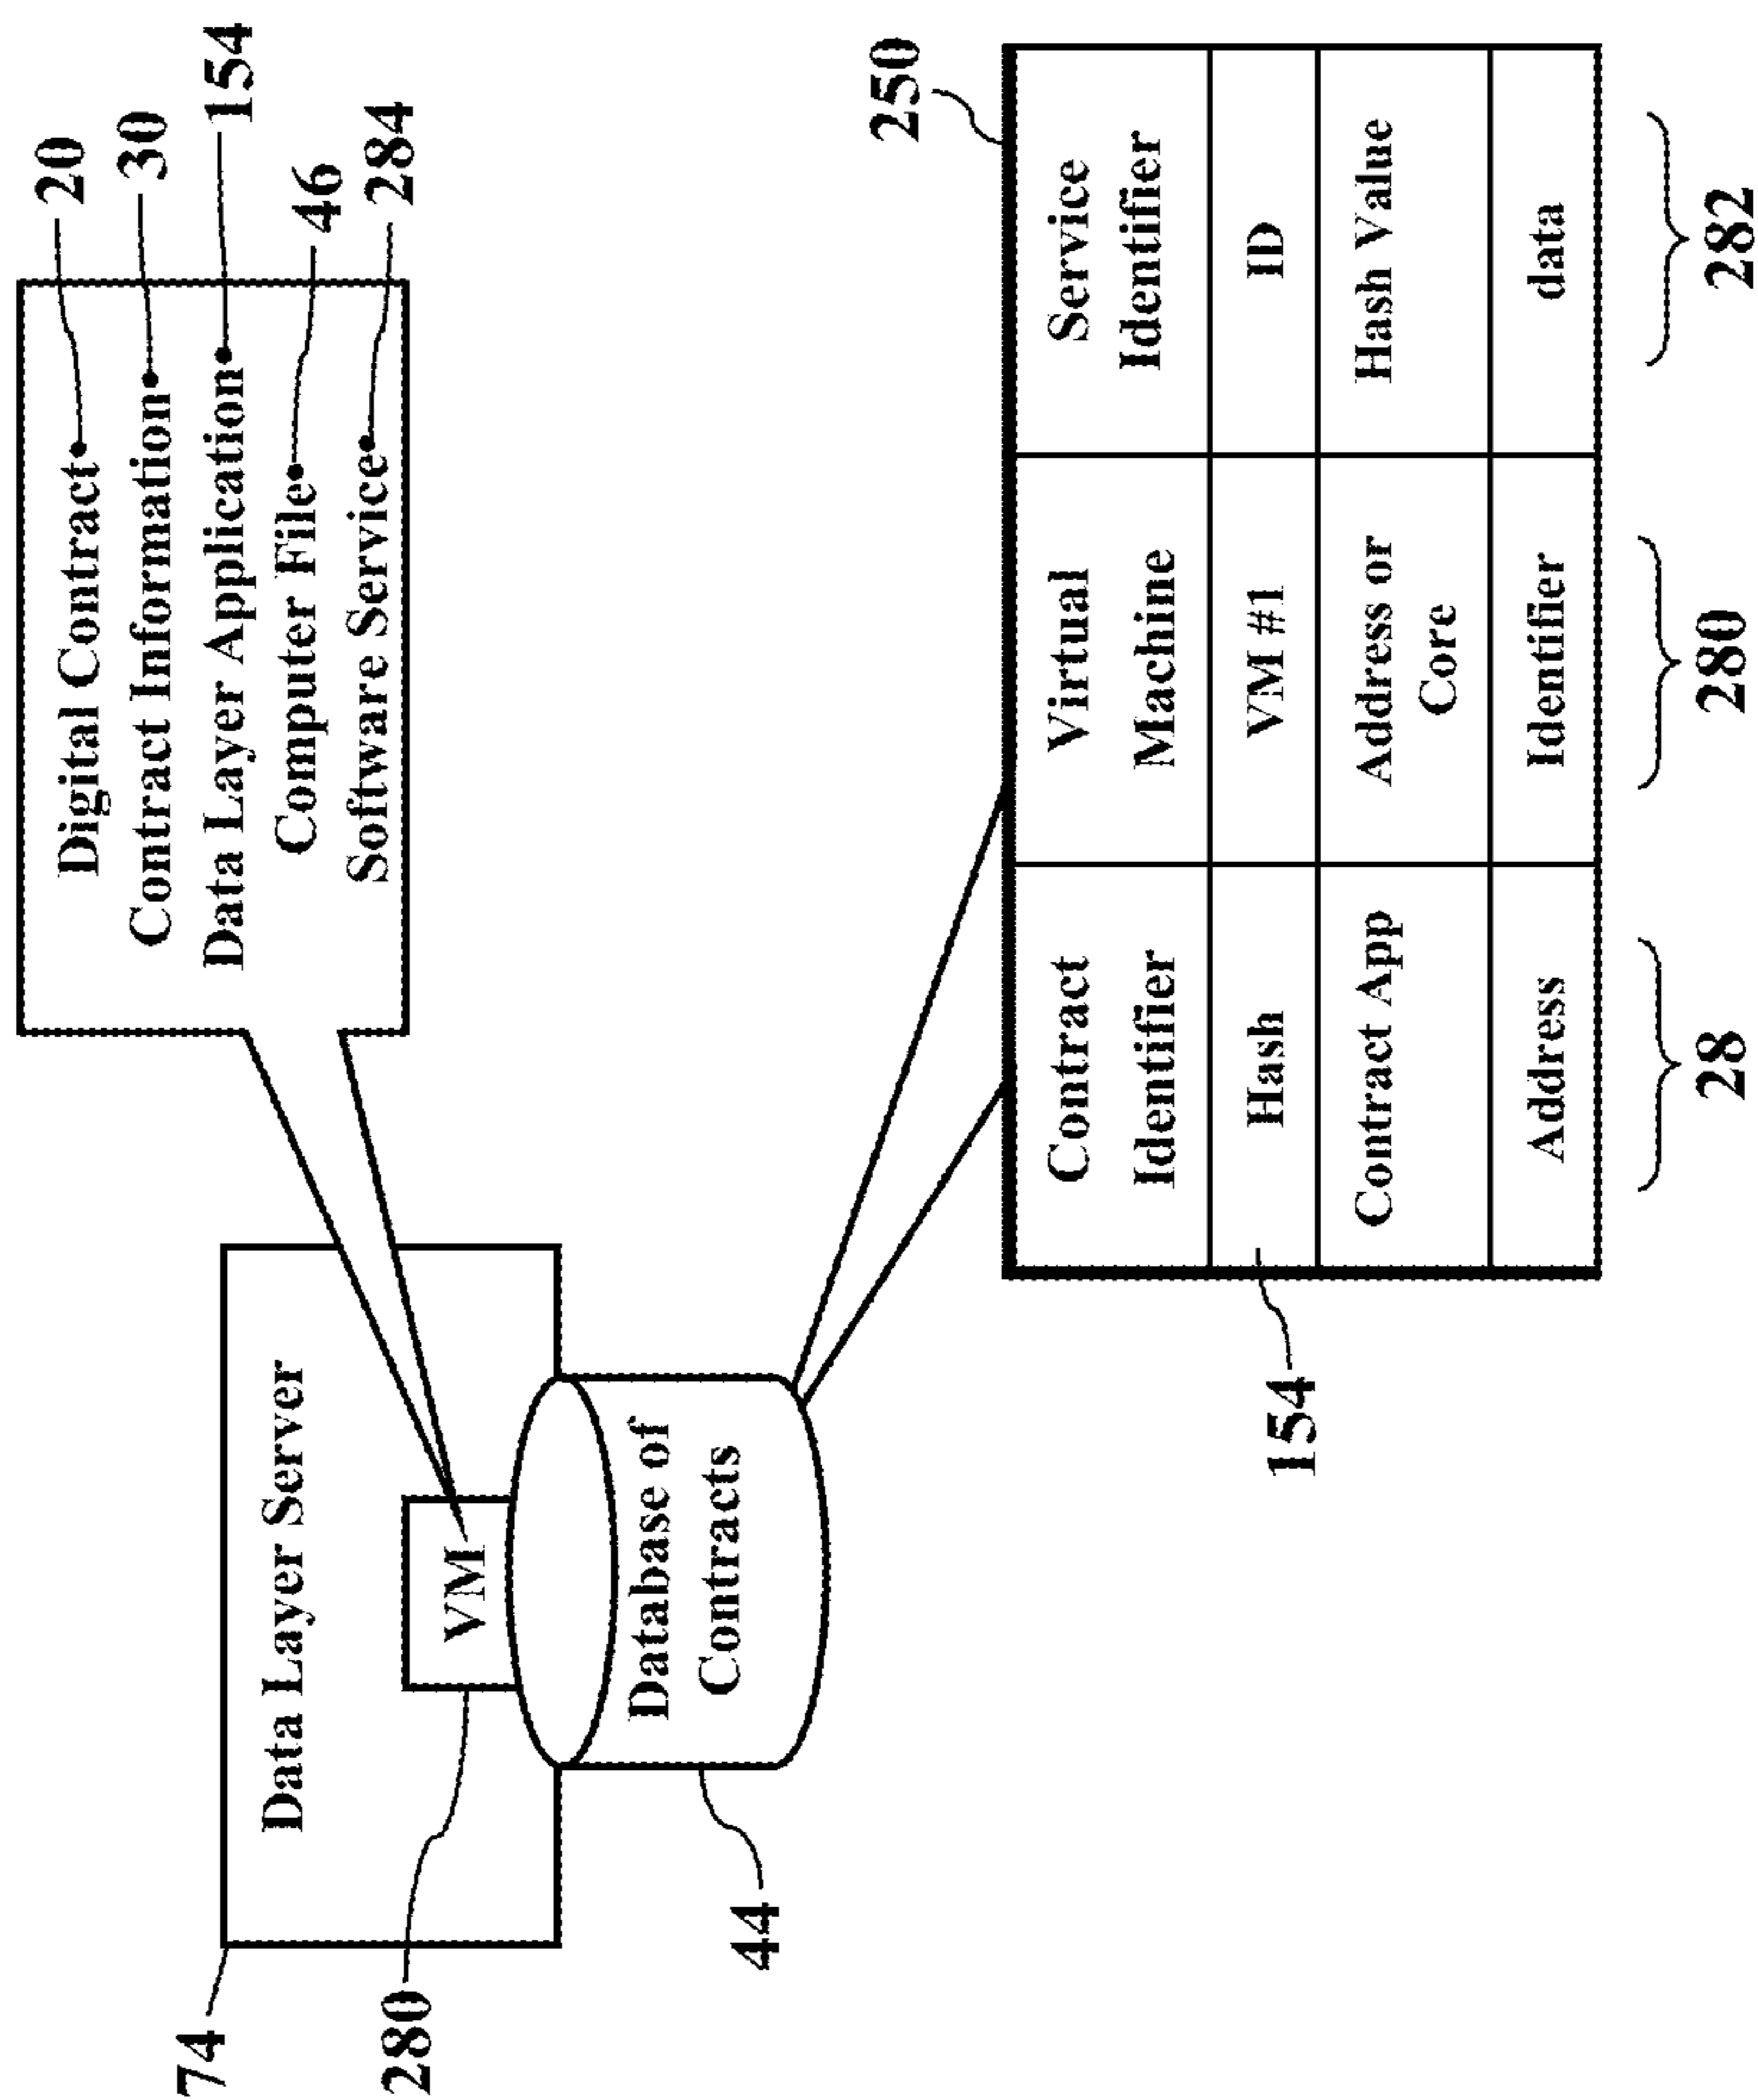 74
Data Layer Server
280
VM
Database of
Contracts
44
Digital Contract
20
Contract Information
30
Data Layer Application
154
Computer File
46
Software Service
284
250
Contract
Identifier
Virtual
Machine
Service
Identifier
154
Hash
VM #1
ID
Contract App
Address or
Core
Hash Value
Address
Identifier
data
28
280
282